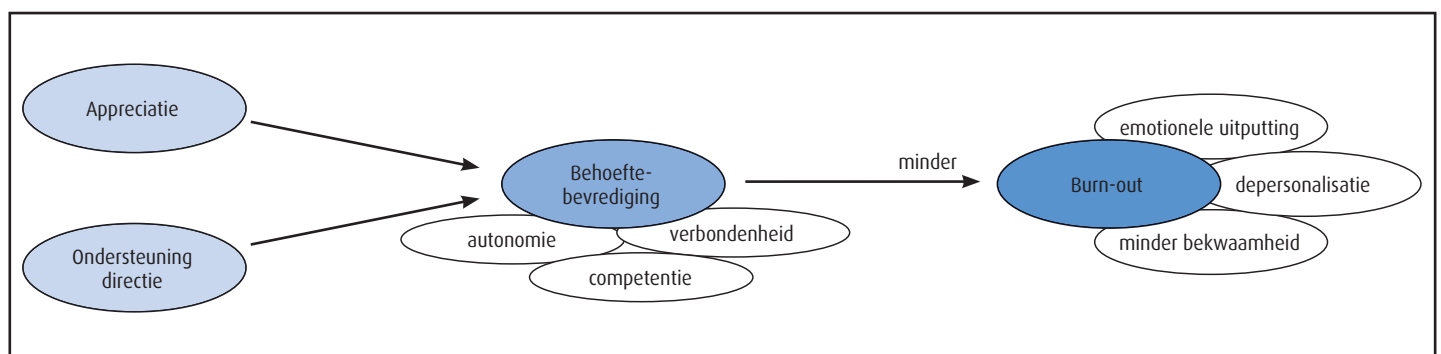 Appreciatie
Ondersteuning
directie
Behoefte-
bevrediging
autonomie
verbondenheid
competentie
minder
Burn-out
emotionele uitputting
depersonalisatie
minder bekwaamheid